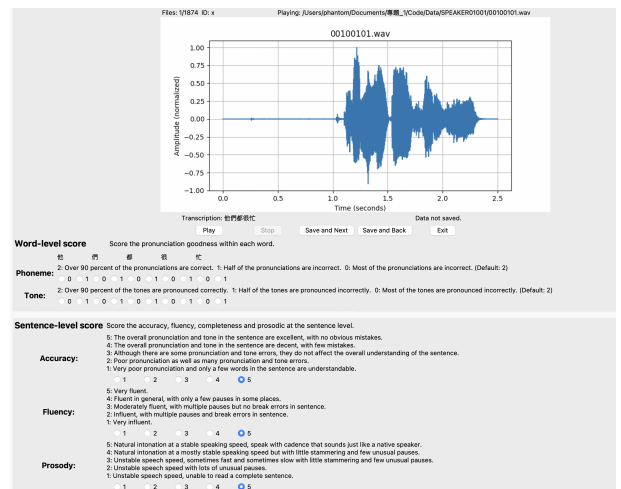 Files: 1/1874 ID: x Playing: /Users/phantom/Documents/專題_1/Code/Data/SPEAKER01001/00100101.wav
00100101.wav
1.00
0.75
0.50
0.25
0.00
−0.25
−0.50
−0.75
−1.00
Amplitude (normalized)
0.0 0.5 1.0 1.5 2.0 2.5
Time (seconds)
Transcription: 他們都很忙 Data not saved.
Play Stop Save and Next Save and Back Exit
Word-level score Score the pronunciation goodness within each word.
他 們 都 很 忙
Phoneme: 2: Over 90 percent of the pronunciations are correct. 1: Half of the pronunciations are incorrect. 0: Most of the pronunciations are incorrect. (Default: 2)
0 1 0 1 0 1 0 1 0 1
Tone: 2: Over 90 percent of the tones are pronounced correctly. 1: Half of the tones are pronounced incorrectly. 0: Most of the tones are pronounced incorrectly. (Default: 2)
0 1 0 1 0 1 0 1 0 1
Sentence-level score Score the accuracy, fluency, completeness and prosodic at the sentence level.
5: The overall pronunciation and tone in the sentence are excellent, with no obvious mistakes.
4: The overall pronunciation and tone in the sentence are decent, with few mistakes.
Accuracy: 3: Although there are some pronunciation and tone errors, they do not affect the overall understanding of the sentence.
2: Poor pronunciation as well as many pronunciation and tone errors.
1: Very poor pronunciation and only a few words in the sentence are understandable.
1 2 3 4 5
5: Very fluent.
4: Fluent in general, with only a few pauses in some places.
Fluency: 3: Moderately fluent, with multiple pauses but no break errors in sentence.
2: Influent, with multiple pauses and break errors in sentence.
1: Very influent.
1 2 3 4 5
5: Natural intonation at a stable speaking speed, speak with cadence that sounds just like a native speaker.
4: Natural intonation at a mostly stable speaking speed but with little stammering and few unusual pauses.
Prosody: 3: Unstable speech speed, sometimes fast and sometimes slow with little stammering and few unusual pauses.
2: Unstable speech speed with lots of unusual pauses.
1: Unstable speech speed, unable to read a complete sentence.
1 2 3 4 5